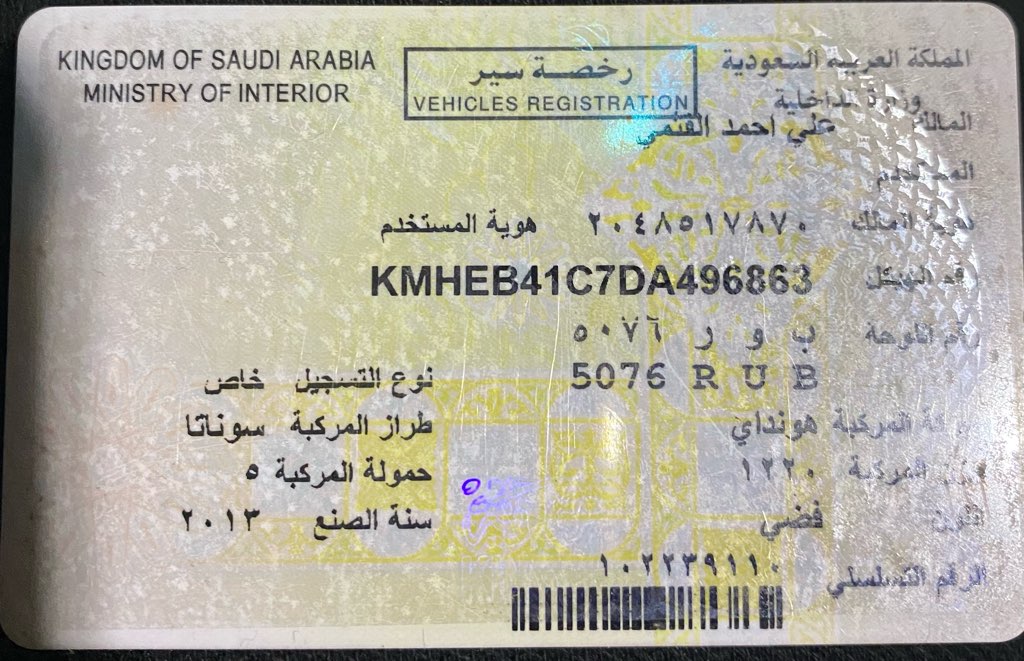 KINGDOM OF SAUDI ARABIA
MINISTRY OF INTERIOR
رخصة سير
VEHICLES REGISTRATION
المملكة العربية السعودية
وزارة الداخلية
المالك علي احمد القثمي
المستخدم
هوية المالك ٢٠٤٨٥١٧٨٧٠ هوية المستخدم
رقم الهيكل KMHEB41C7DA496863
رقم اللوحة ب و ر ٥٠٧٦
5076 R U B
نوع التسجيل خاص
المركبة هونداي طراز المركبة سوناتا
المركبة ١٢٢٠ حمولة المركبة ٥
اللون فضي سنة الصنع ٢٠١٣
الرقم التسلسلي ١٠٢٢٣٩١١٠